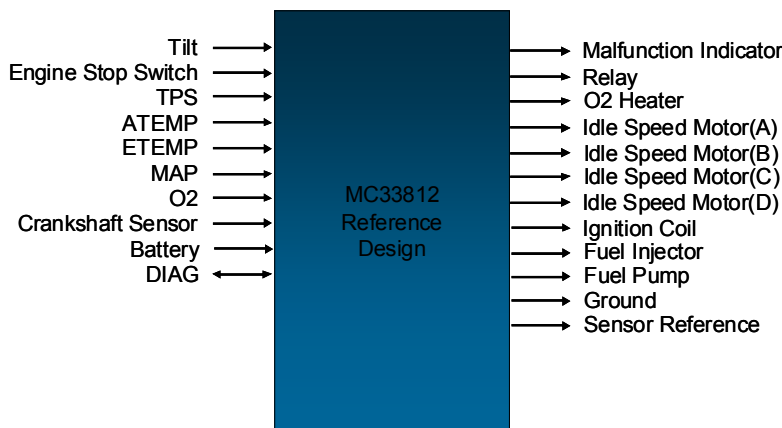 Tilt
Engine Stop Switch
TPS
ATEMP
ETEMP
MAP
O2
Crankshaft Sensor
Battery
DIAG
MC33812
Reference
Design
Malfunction Indicator
Relay
O2 Heater
Idle Speed Motor(A)
Idle Speed Motor(B)
Idle Speed Motor(C)
Idle Speed Motor(D)
Ignition Coil
Fuel Injector
Fuel Pump
Ground
Sensor Reference